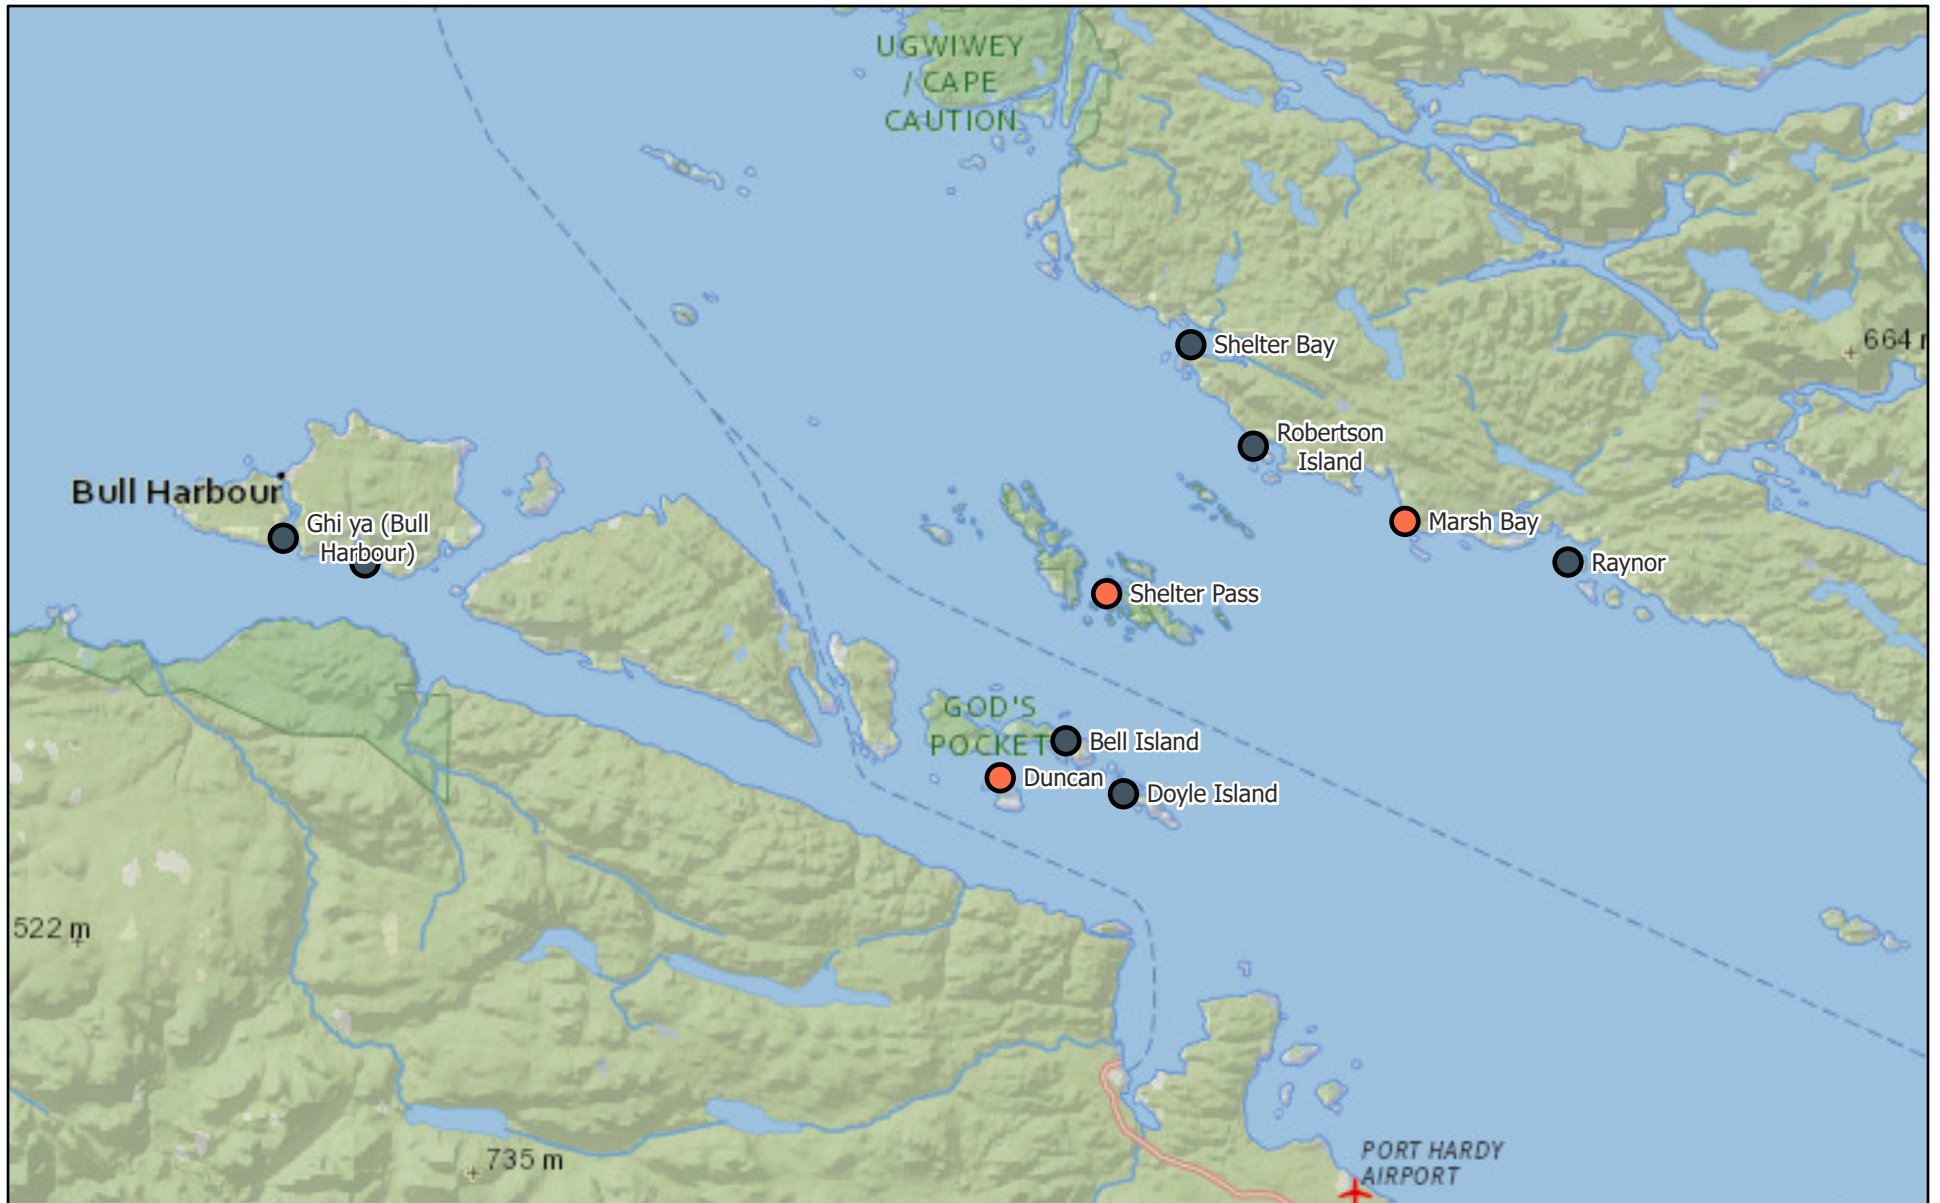 UGWIWEY
/ CAPE
CAUTION
664
Shelter Bay
Robertson
Island
Bull Harbour
Ghi ya (Bull
Harbour)
Marsh Bay
Raynor
Shelter Pass
GOD'S
POCKET
Bell Island
Duncan
Doyle Island
522 m
735 m
PORT HARDY
AIRPORT